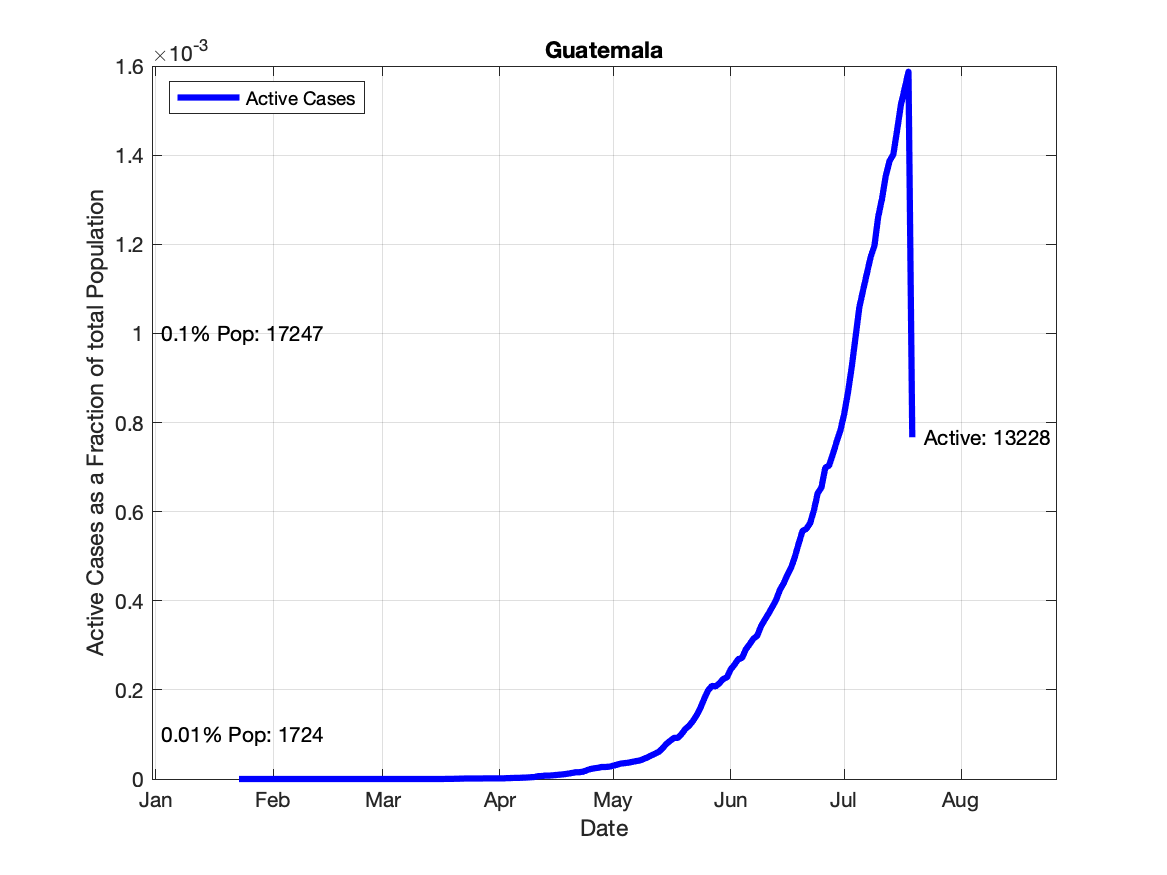 Guatemala
×10-3
1.6
1.4
1.2
1
0.8
0.6
0.4
0.2
0
Active Cases as a Fraction of total Population
Active Cases
0.1% Pop: 17247
Active: 13228
0.01% Pop: 1724
Jan Feb Mar Apr May Jun Jul Aug
Date